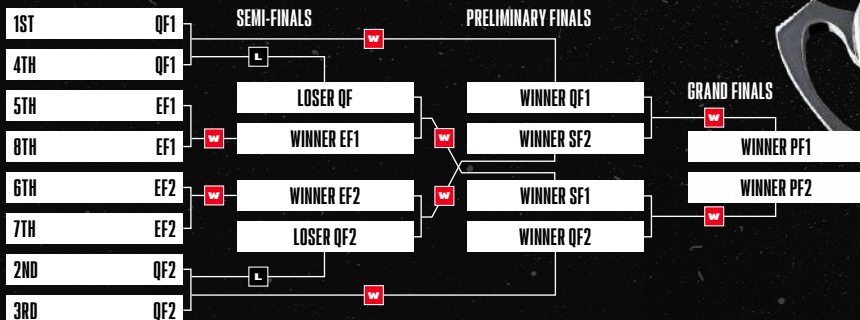 SEMI-FINALS
PRELIMINARY FINALS
GRAND FINALS
1ST QF1
4TH QF1
5TH EF1
8TH EF1
6TH EF2
7TH EF2
2ND QF2
3RD QF2
W
L
W
W
L
W
LOSER QF
WINNER EF1
WINNER EF2
LOSER QF2
W
W
WINNER QF1
WINNER SF2
WINNER SF1
WINNER QF2
W
W
WINNER PF1
WINNER PF2